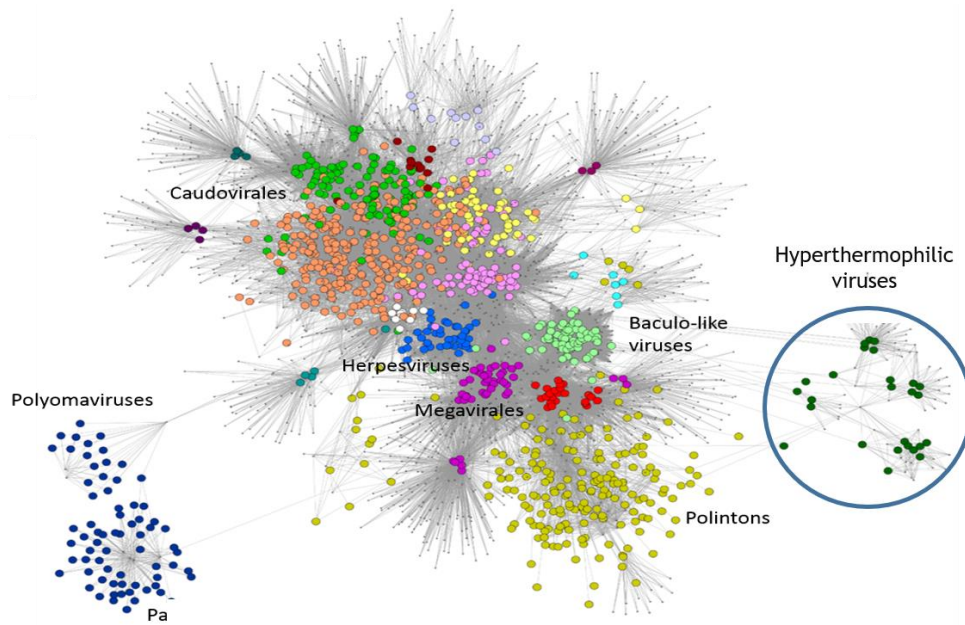 Caudovirales
Hyperthermophilic
viruses
Baculo-like
viruses
Herpesviruses
Polyomaviruses
Megavirales
Polintons
Pa